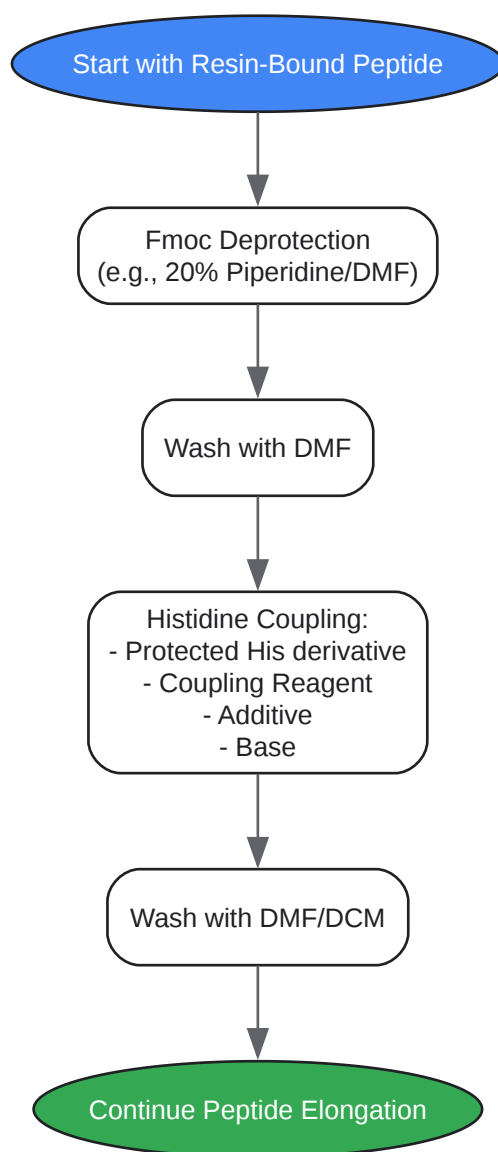 Start with Resin-Bound Peptide
Fmoc Deprotection
(e.g., 20% Piperidine/DMF)
Wash with DMF
Histidine Coupling:
- Protected His derivative
- Coupling Reagent
- Additive
- Base
Wash with DMF/DCM
Continue Peptide Elongation